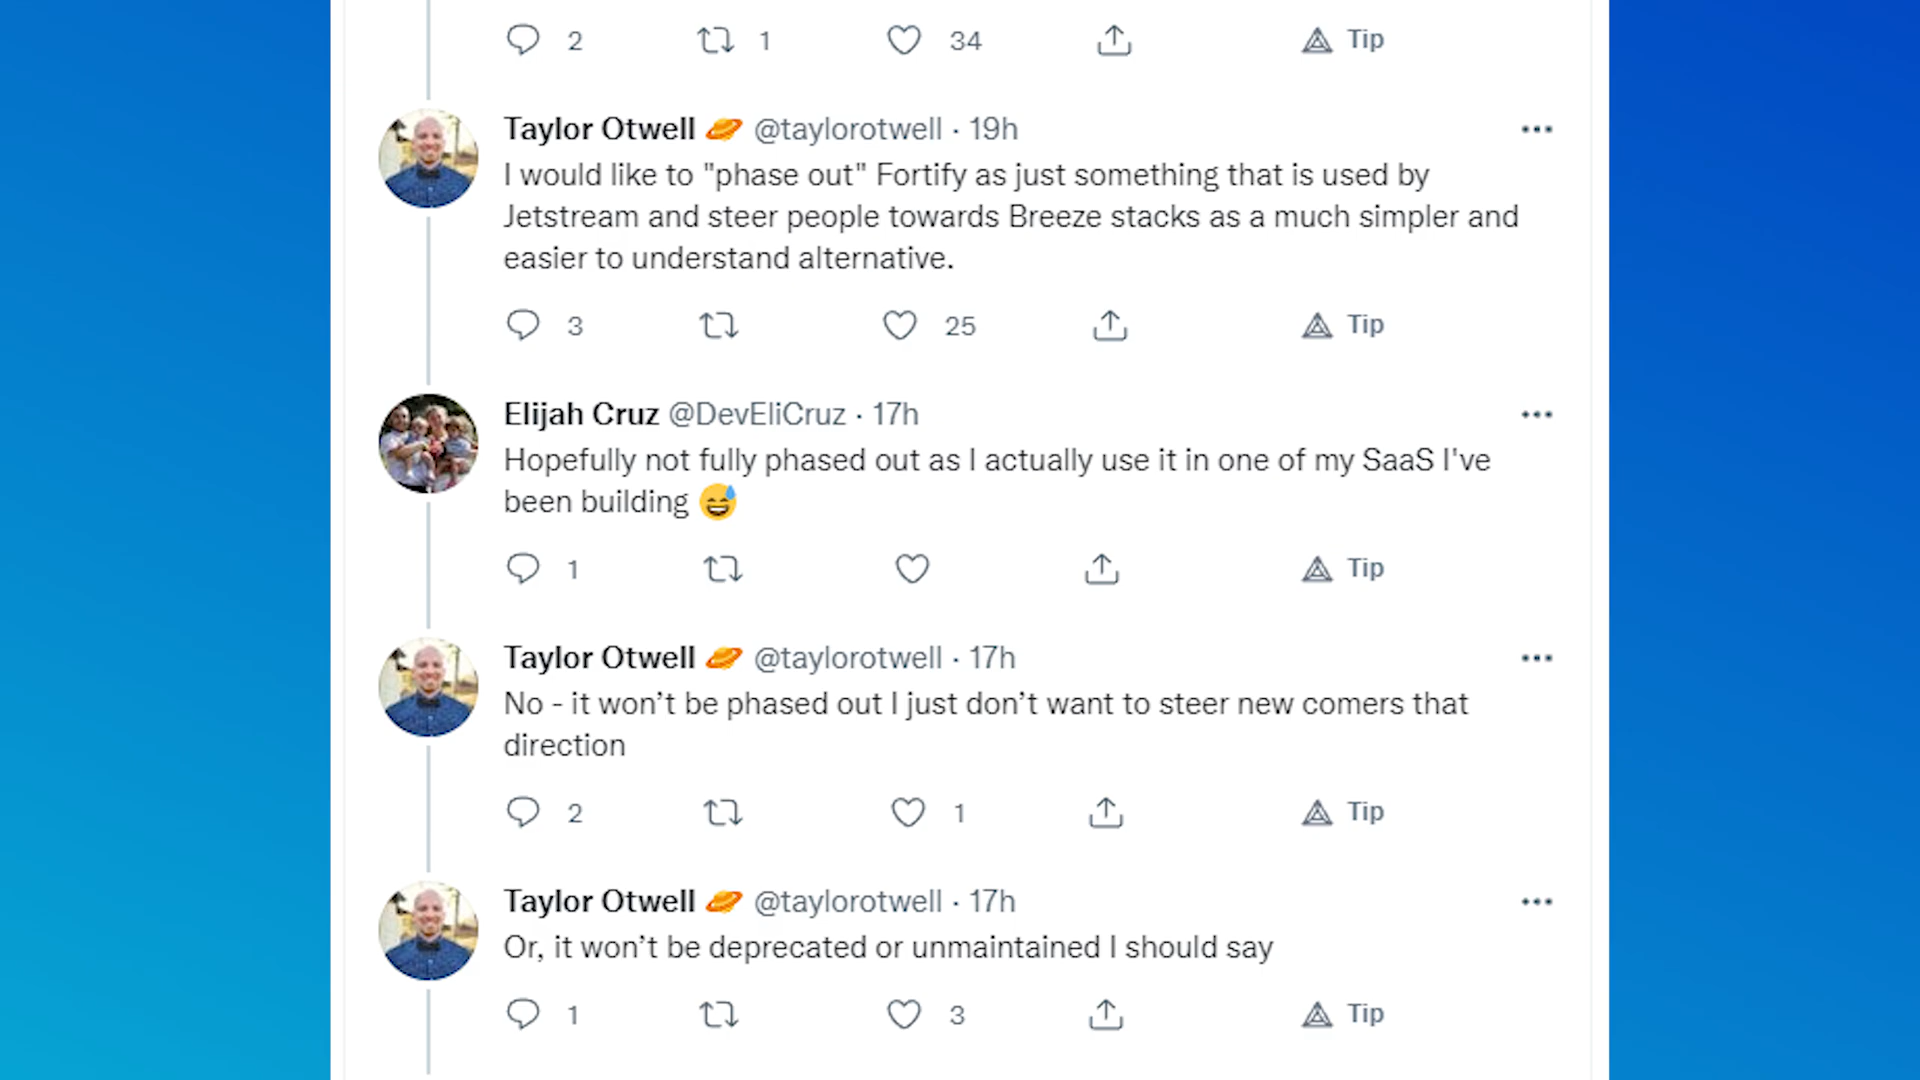 2 1 34 Tip
Taylor Otwell 🪐 @taylorotwell · 19h
I would like to "phase out" Fortify as just something that is used by
Jetstream and steer people towards Breeze stacks as a much simpler and
easier to understand alternative.
3 25 Tip
Elijah Cruz @DevEliCruz · 17h
Hopefully not fully phased out as I actually use it in one of my SaaS I've
been building 😅
1 Tip
Taylor Otwell 🪐 @taylorotwell · 17h
No - it won’t be phased out I just don’t want to steer new comers that
direction
2 1 Tip
Taylor Otwell 🪐 @taylorotwell · 17h
Or, it won’t be deprecated or unmaintained I should say
1 3 Tip